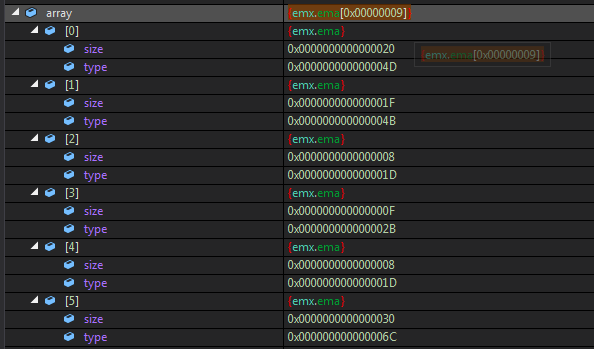 array {emx.ema[0x00000009]}
[0] {emx.ema}
size 0x0000000000000020 {emx.ema[0x00000009]}
type 0x000000000000004D
[1] {emx.ema}
size 0x000000000000001F
type 0x000000000000004B
[2] {emx.ema}
size 0x0000000000000008
type 0x000000000000001D
[3] {emx.ema}
size 0x000000000000000F
type 0x000000000000002B
[4] {emx.ema}
size 0x0000000000000008
type 0x000000000000001D
[5] {emx.ema}
size 0x0000000000000030
type 0x000000000000006C